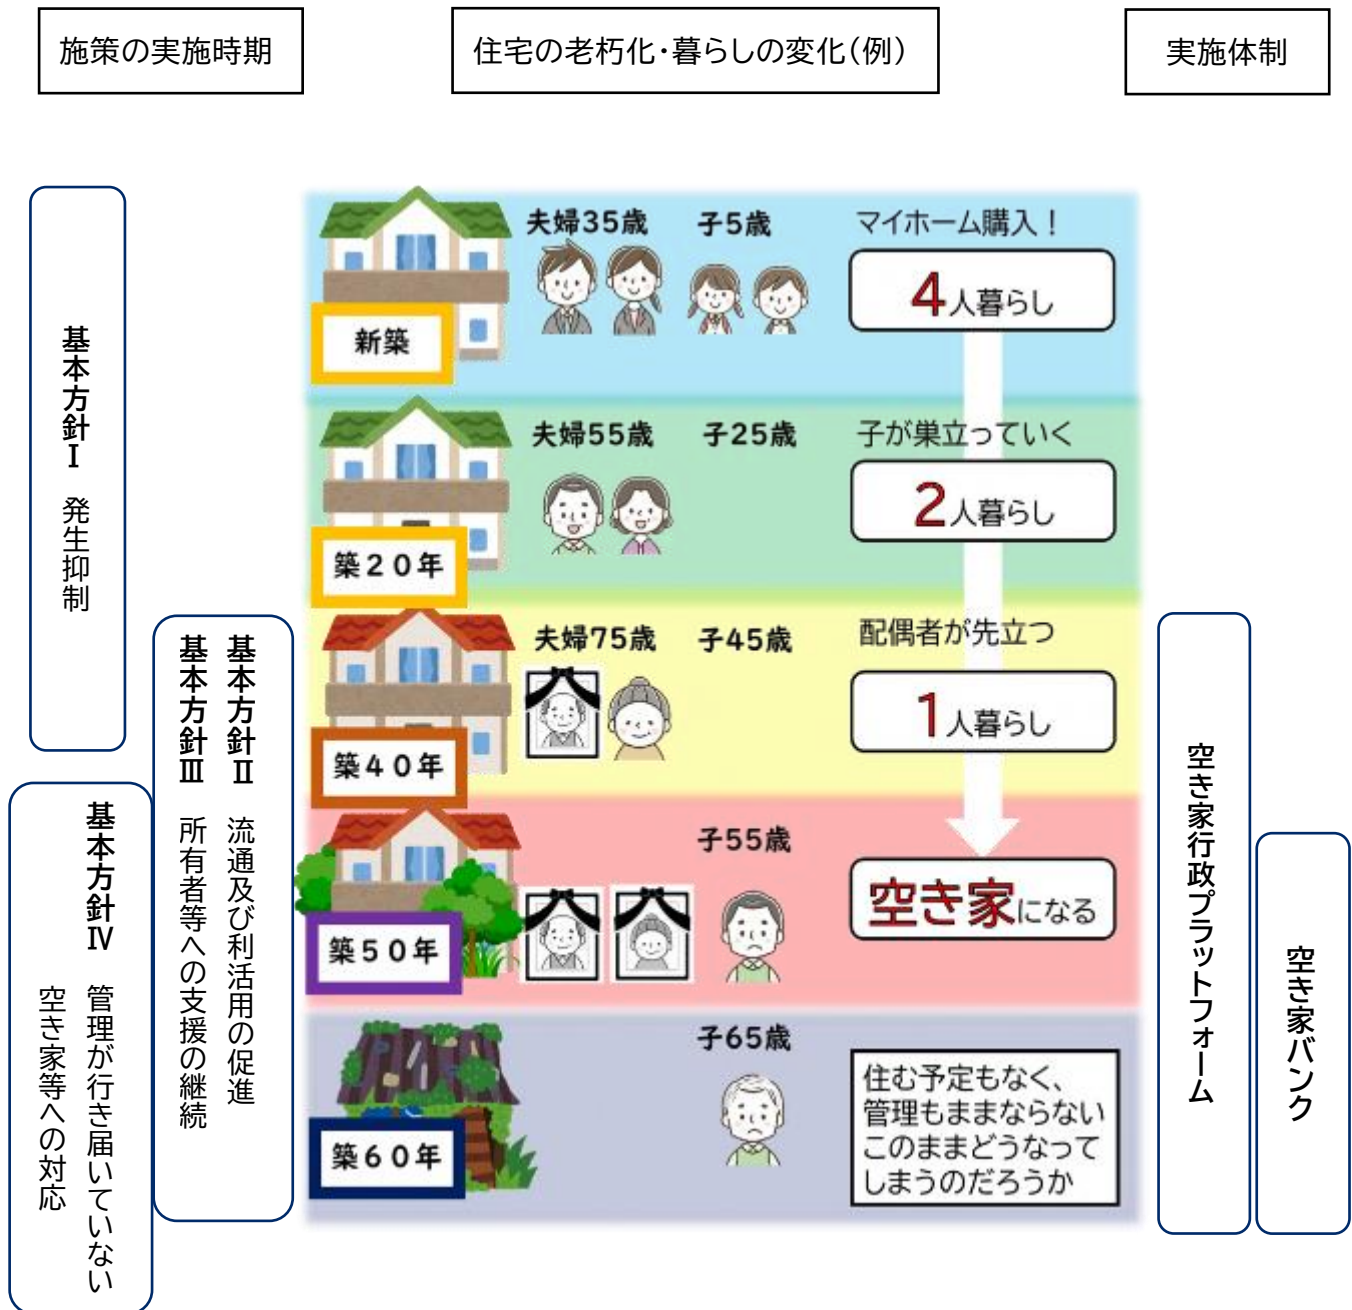 施策の実施時期
住宅の老朽化・暮らしの変化(例)
実施体制
基本方針Ⅰ 発生抑制
基本方針Ⅱ 流通及び利活用の促進
基本方針Ⅲ 所有者等への支援の継続
基本方針Ⅳ 管理が行き届いていない
空き家等への対応
新築
夫婦35歳 子5歳
マイホーム購入!
4人暮らし
築20年
夫婦55歳 子25歳
子が巣立っていく
2人暮らし
築40年
夫婦75歳 子45歳
配偶者が先立つ
1人暮らし
築50年
子55歳
空き家になる
築60年
子65歳
住む予定もなく、
管理もままならない
このままどうなって
しまうのだろうか
空き家行政プラットフォーム
空き家バンク